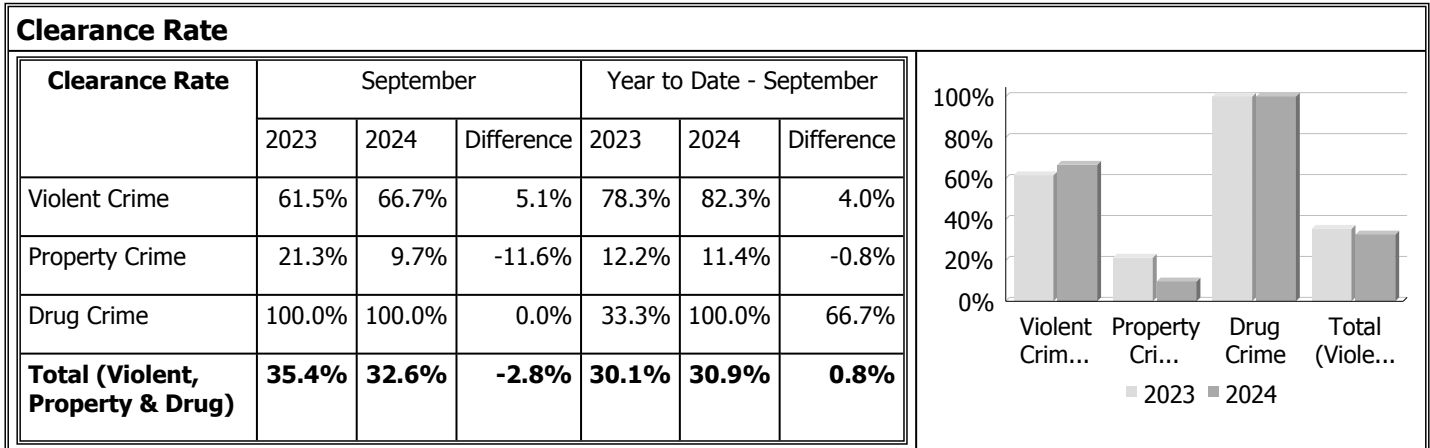 Clearance Rate
Clearance Rate September Year to Date - September
2023 2024 Difference 2023 2024 Difference
Violent Crime 61.5% 66.7% 5.1% 78.3% 82.3% 4.0%
Property Crime 21.3% 9.7% -11.6% 12.2% 11.4% -0.8%
Drug Crime 100.0% 100.0% 0.0% 33.3% 100.0% 66.7%
Total (Violent, 35.4% 32.6% -2.8% 30.1% 30.9% 0.8%
Property & Drug)
100%
80%
60%
40%
20%
0%
Violent Property Drug Total
Crim... Cri... Crime (Viole...
2023 2024